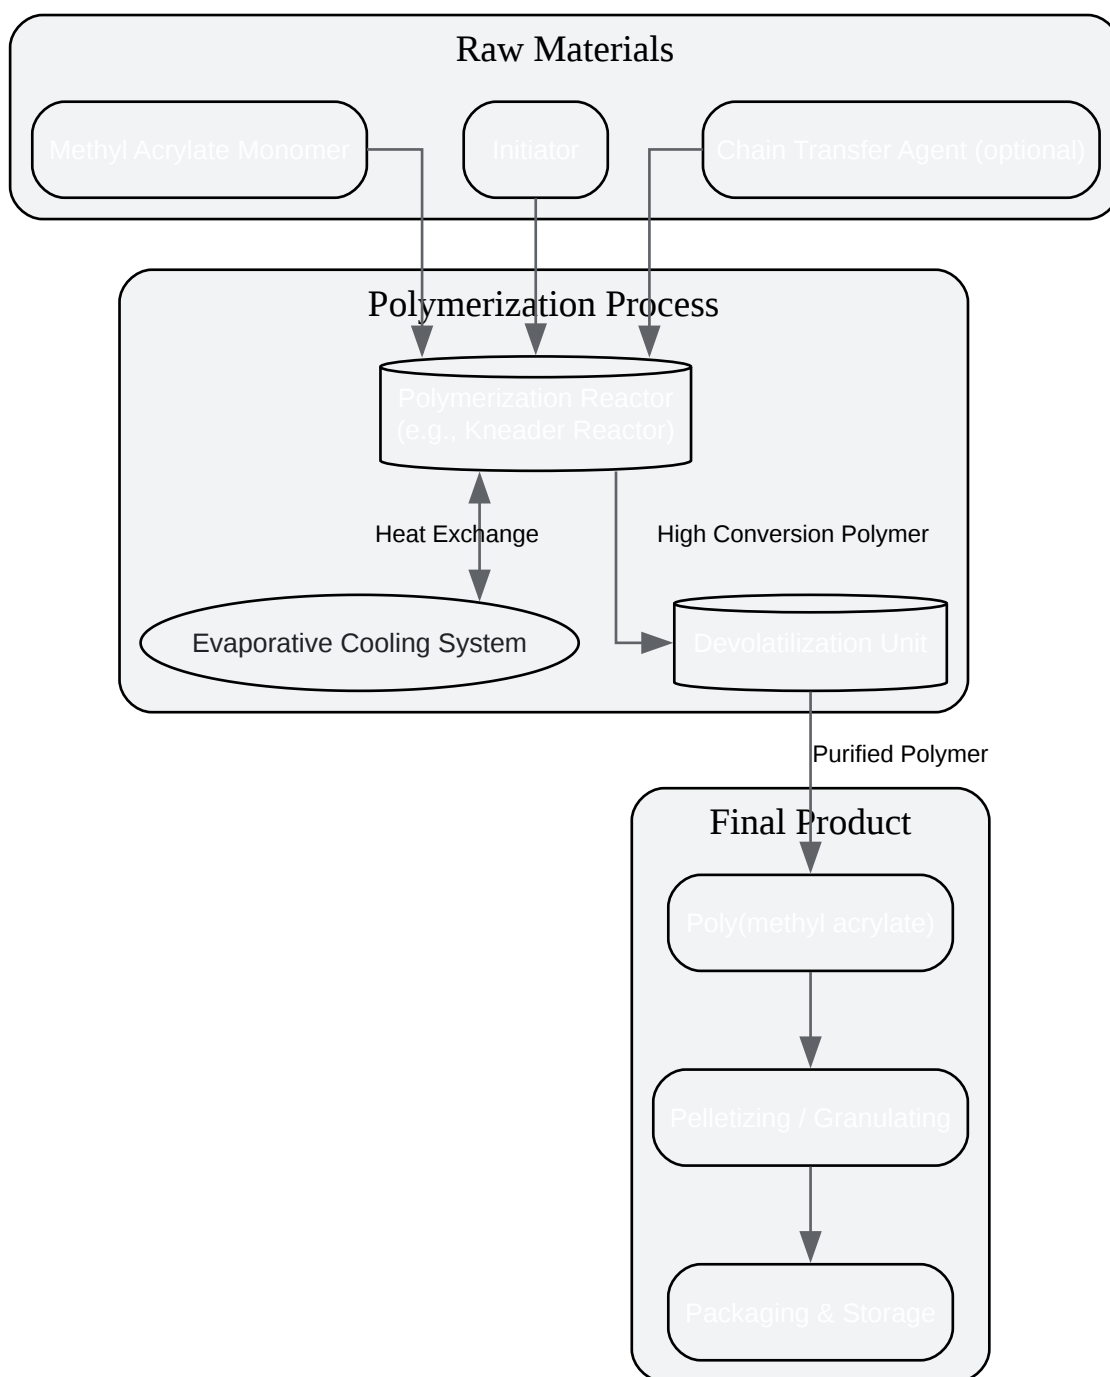 Raw Materials
Methyl Acrylate Monomer
Initiator
Chain Transfer Agent (optional)
Polymerization Process
Polymerization Reactor
(e.g., Kneader Reactor)
Heat Exchange
High Conversion Polymer
Evaporative Cooling System
Devolatilization Unit
Purified Polymer
Final Product
Poly(methyl acrylate)
Pelletizing / Granulating
Packaging & Storage